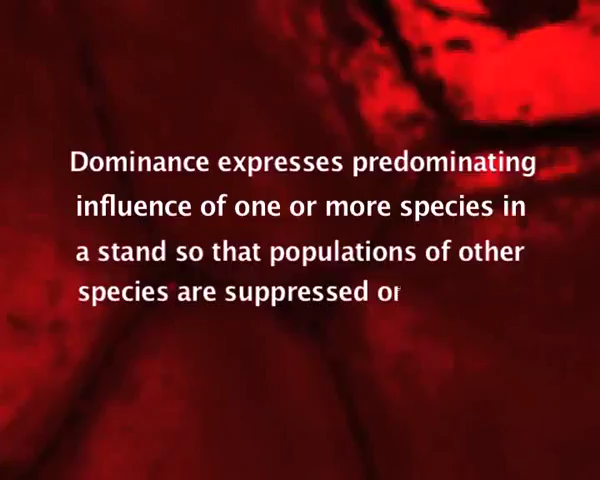 Dominance expresses predominating
influence of one or more species in
a stand so that populations of other
species are suppressed or